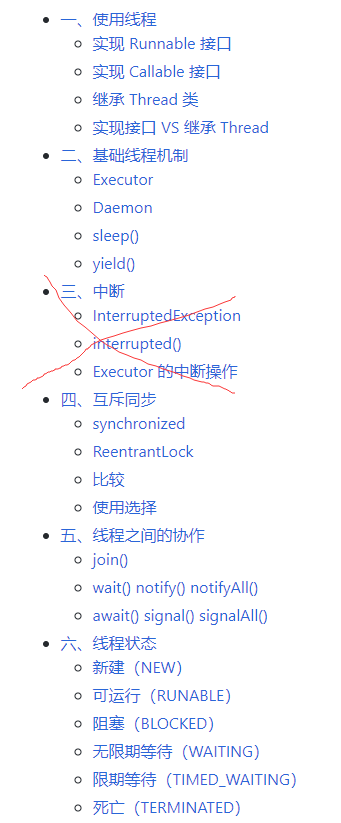 一、使用线程
实现 Runnable 接口
实现 Callable 接口
继承 Thread 类
实现接口 VS 继承 Thread
二、基础线程机制
Executor
Daemon
sleep()
yield()
三、中断
InterruptedException
interrupted()
Executor 的中断操作
四、互斥同步
synchronized
ReentrantLock
比较
使用选择
五、线程之间的协作
join()
wait() notify() notifyAll()
await() signal() signalAll()
六、线程状态
新建（NEW）
可运行（RUNABLE）
阻塞（BLOCKED）
无限期等待（WAITING）
限期等待（TIMED_WAITING）
死亡（TERMINATED）